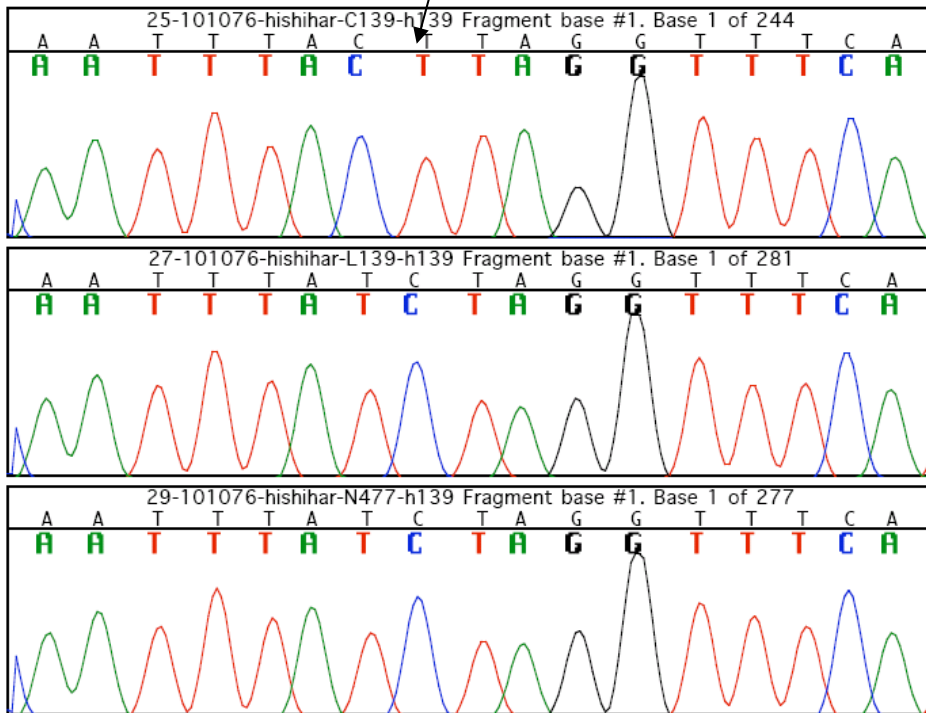 25-101076-hishihar-C139-h139 Fragment base #1. Base 1 of 244
A A T T T A C T T A G G T T T C A
A A T T T A C T T A G G T T T C A
27-101076-hishihar-L139-h139 Fragment base #1. Base 1 of 281
A A T T T A T C T A G G T T T C A
A A T T T A T C T A G G T T T C A
29-101076-hishihar-N477-h139 Fragment base #1. Base 1 of 277
A A T T T A T C T A G G T T T C A
A A T T T A T C T A G G T T T C A